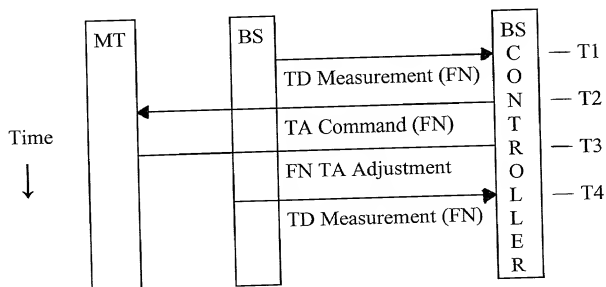 MT
BS
BS CONTROLLER
T1
TD Measurement (FN)
T2
TA Command (FN)
Time
T3
FN TA Adjustment
T4
TD Measurement (FN)